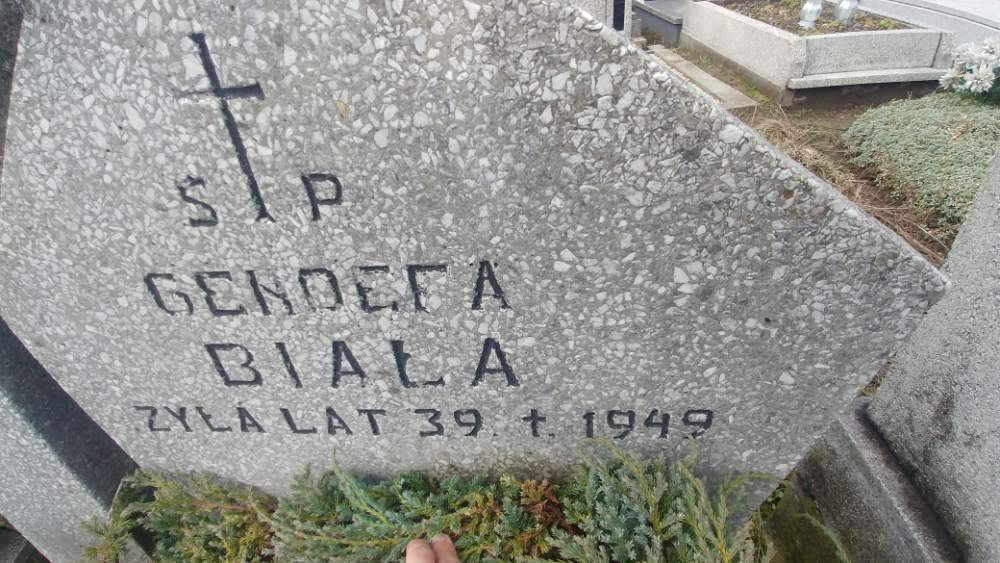 Ś P
GENOEFA
BIAŁA
ŻYŁA LAT 39. †. 1949